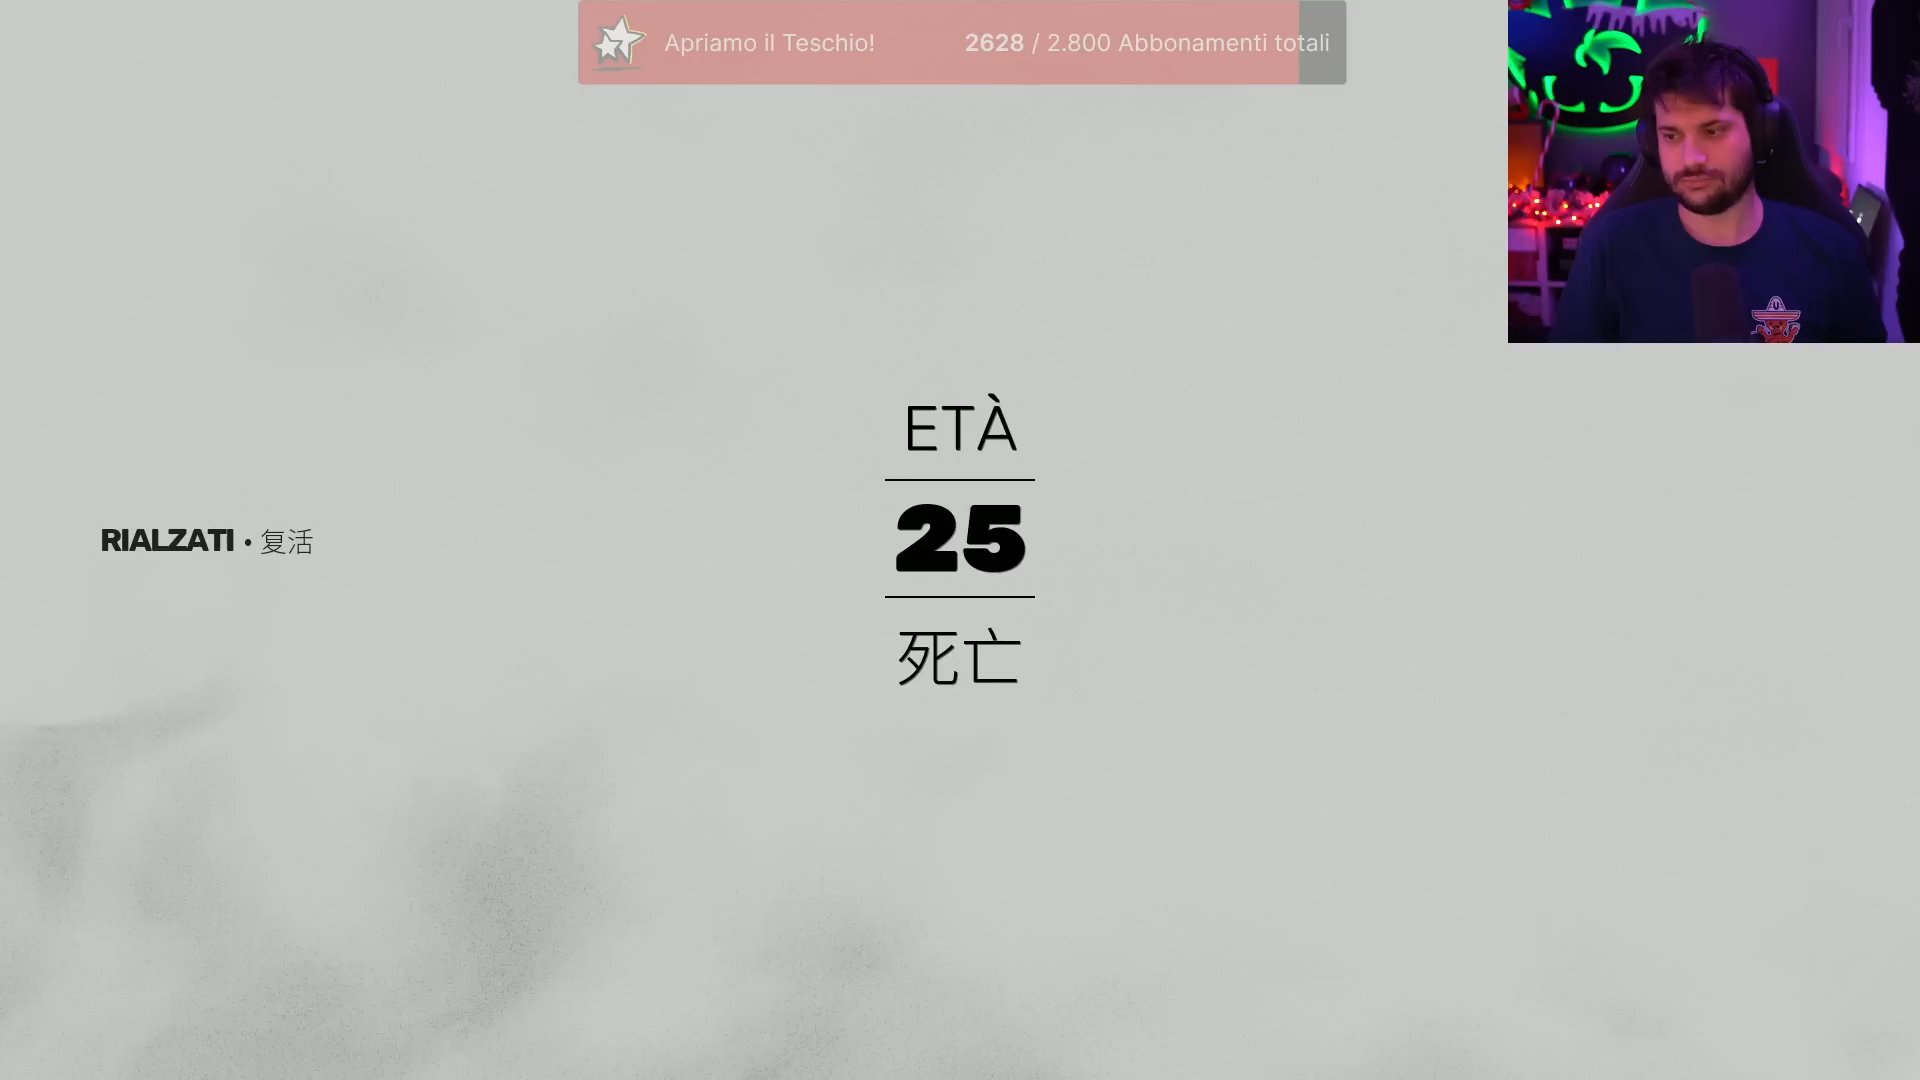 Apriamo il Teschio! 2628 / 2.800 Abbonamenti totali
ETÀ
25
死亡
RIALZATI • 复活